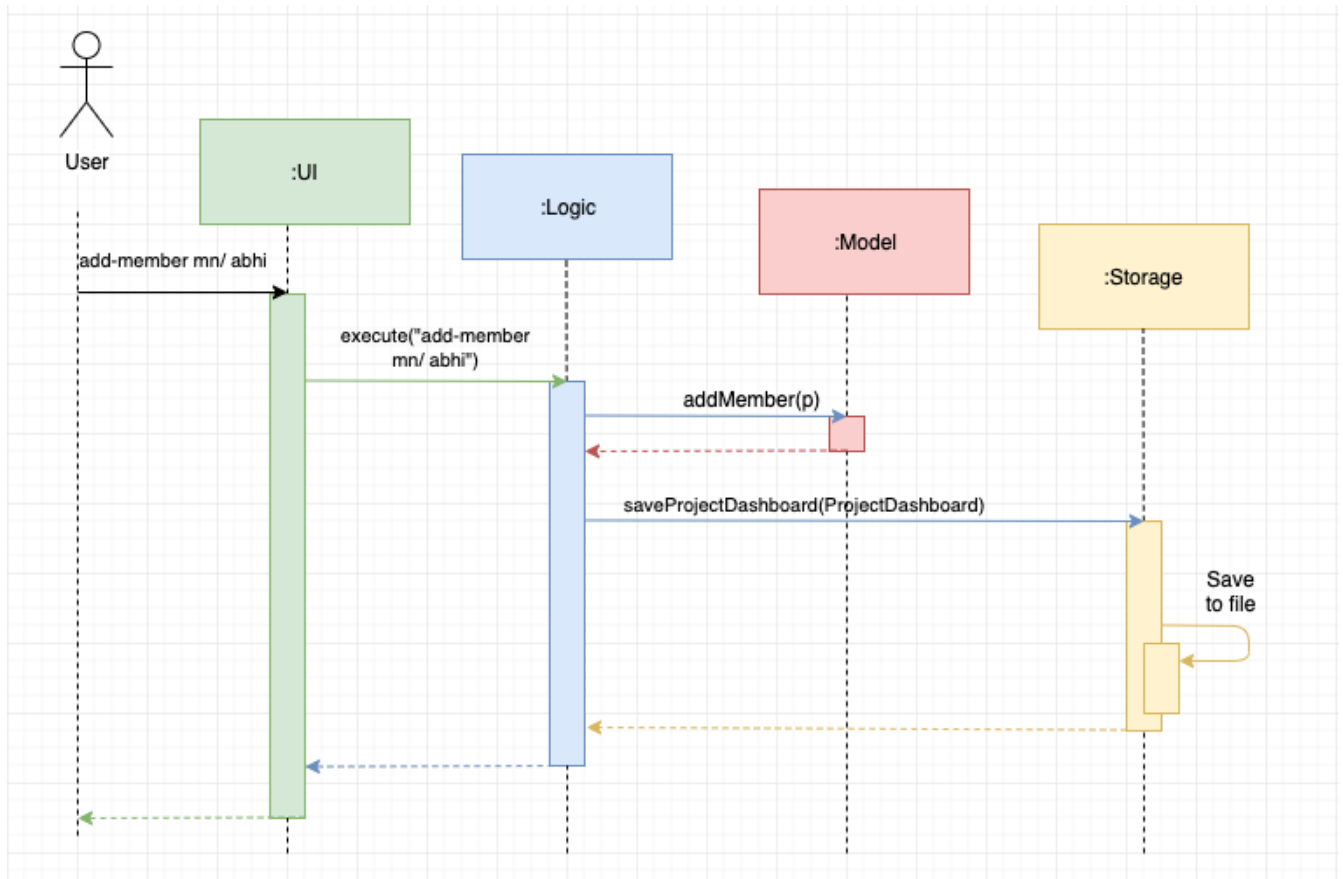 User
:UI
:Logic
:Model
:Storage
add-member mn/ abhi
execute("add-member
mn/ abhi")
addMember(p)
saveProjectDashboard(ProjectDashboard)
Save
to file